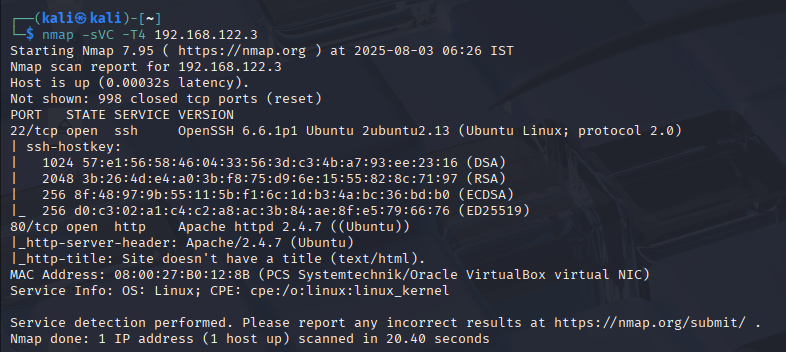 ┌──(kali㉿kali)-[~]
└─$ nmap -sVC -T4 192.168.122.3
Starting Nmap 7.95 ( https://nmap.org ) at 2025-08-03 06:26 IST
Nmap scan report for 192.168.122.3
Host is up (0.00032s latency).
Not shown: 998 closed tcp ports (reset)
PORT   STATE SERVICE VERSION
22/tcp open  ssh     OpenSSH 6.6.1p1 Ubuntu 2ubuntu2.13 (Ubuntu Linux; protocol 2.0)
| ssh-hostkey:
|   1024 57:e1:56:58:46:04:33:56:3d:c3:4b:a7:93:ee:23:16 (DSA)
|   2048 3b:26:4d:e4:a0:3b:f8:75:d9:6e:15:55:82:8c:71:97 (RSA)
|   256 8f:48:97:9b:55:11:5b:f1:6c:1d:b3:4a:bc:36:bd:b0 (ECDSA)
|_  256 d0:c3:02:a1:c4:c2:a8:ac:3b:84:ae:8f:e5:79:66:76 (ED25519)
80/tcp open  http    Apache httpd 2.4.7 ((Ubuntu))
|_http-server-header: Apache/2.4.7 (Ubuntu)
|_http-title: Site doesn't have a title (text/html).
MAC Address: 08:00:27:B0:12:8B (PCS Systemtechnik/Oracle VirtualBox virtual NIC)
Service Info: OS: Linux; CPE: cpe:/o:linux:linux_kernel

Service detection performed. Please report any incorrect results at https://nmap.org/submit/ .
Nmap done: 1 IP address (1 host up) scanned in 20.40 seconds